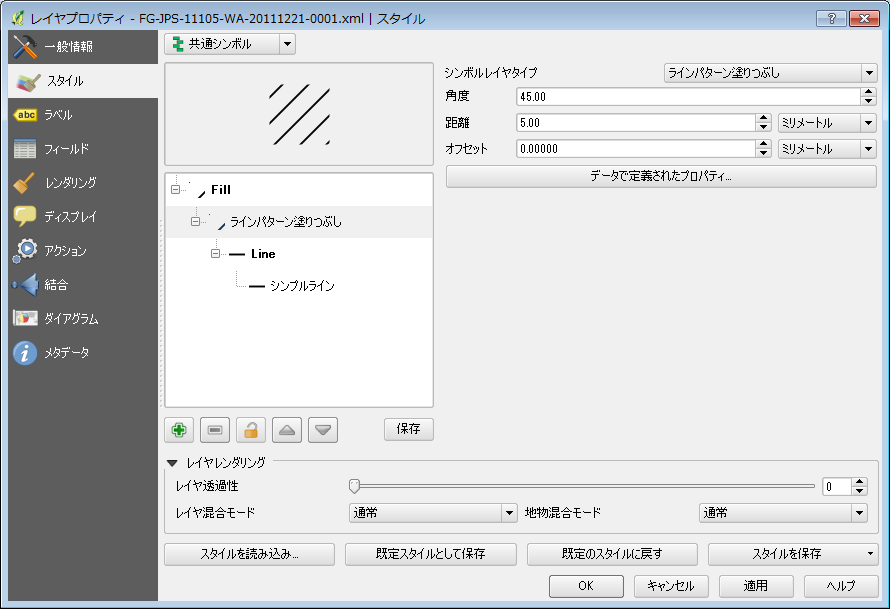 レイヤプロパティ - FG-JPS-11105-WA-20111221-0001.xml | スタイル
一般情報
スタイル
abc ラベル
フィールド
レンダリング
ディスプレイ
アクション
結合
ダイアグラム
メタデータ
共通シンボル
Fill
ラインパターン塗りつぶし
Line
シンプルライン
保存
シンボルレイヤタイプ ラインパターン塗りつぶし
角度 45.00
距離 5.00 ミリメートル
オフセット 0.00000 ミリメートル
データで定義されたプロパティ...
レイヤレンダリング
レイヤ透過性 0
レイヤ混合モード 通常 地物混合モード 通常
スタイルを読み込み... 既定スタイルとして保存 既定のスタイルに戻す スタイルを保存
OK キャンセル 適用 ヘルプ